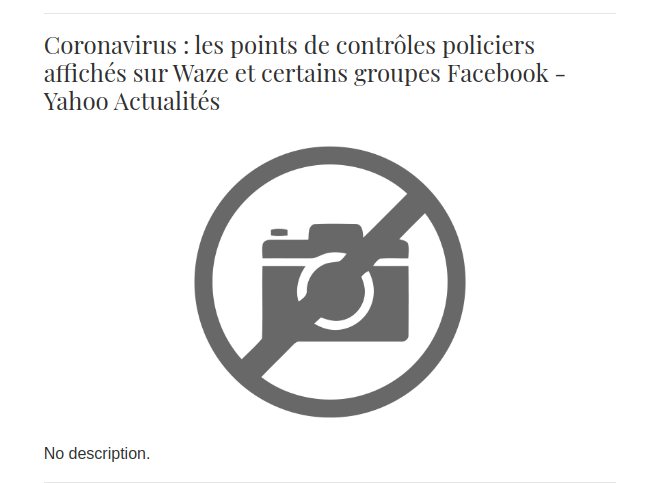 Coronavirus : les points de contrôles policiers
affichés sur Waze et certains groupes Facebook -
Yahoo Actualités
No description.